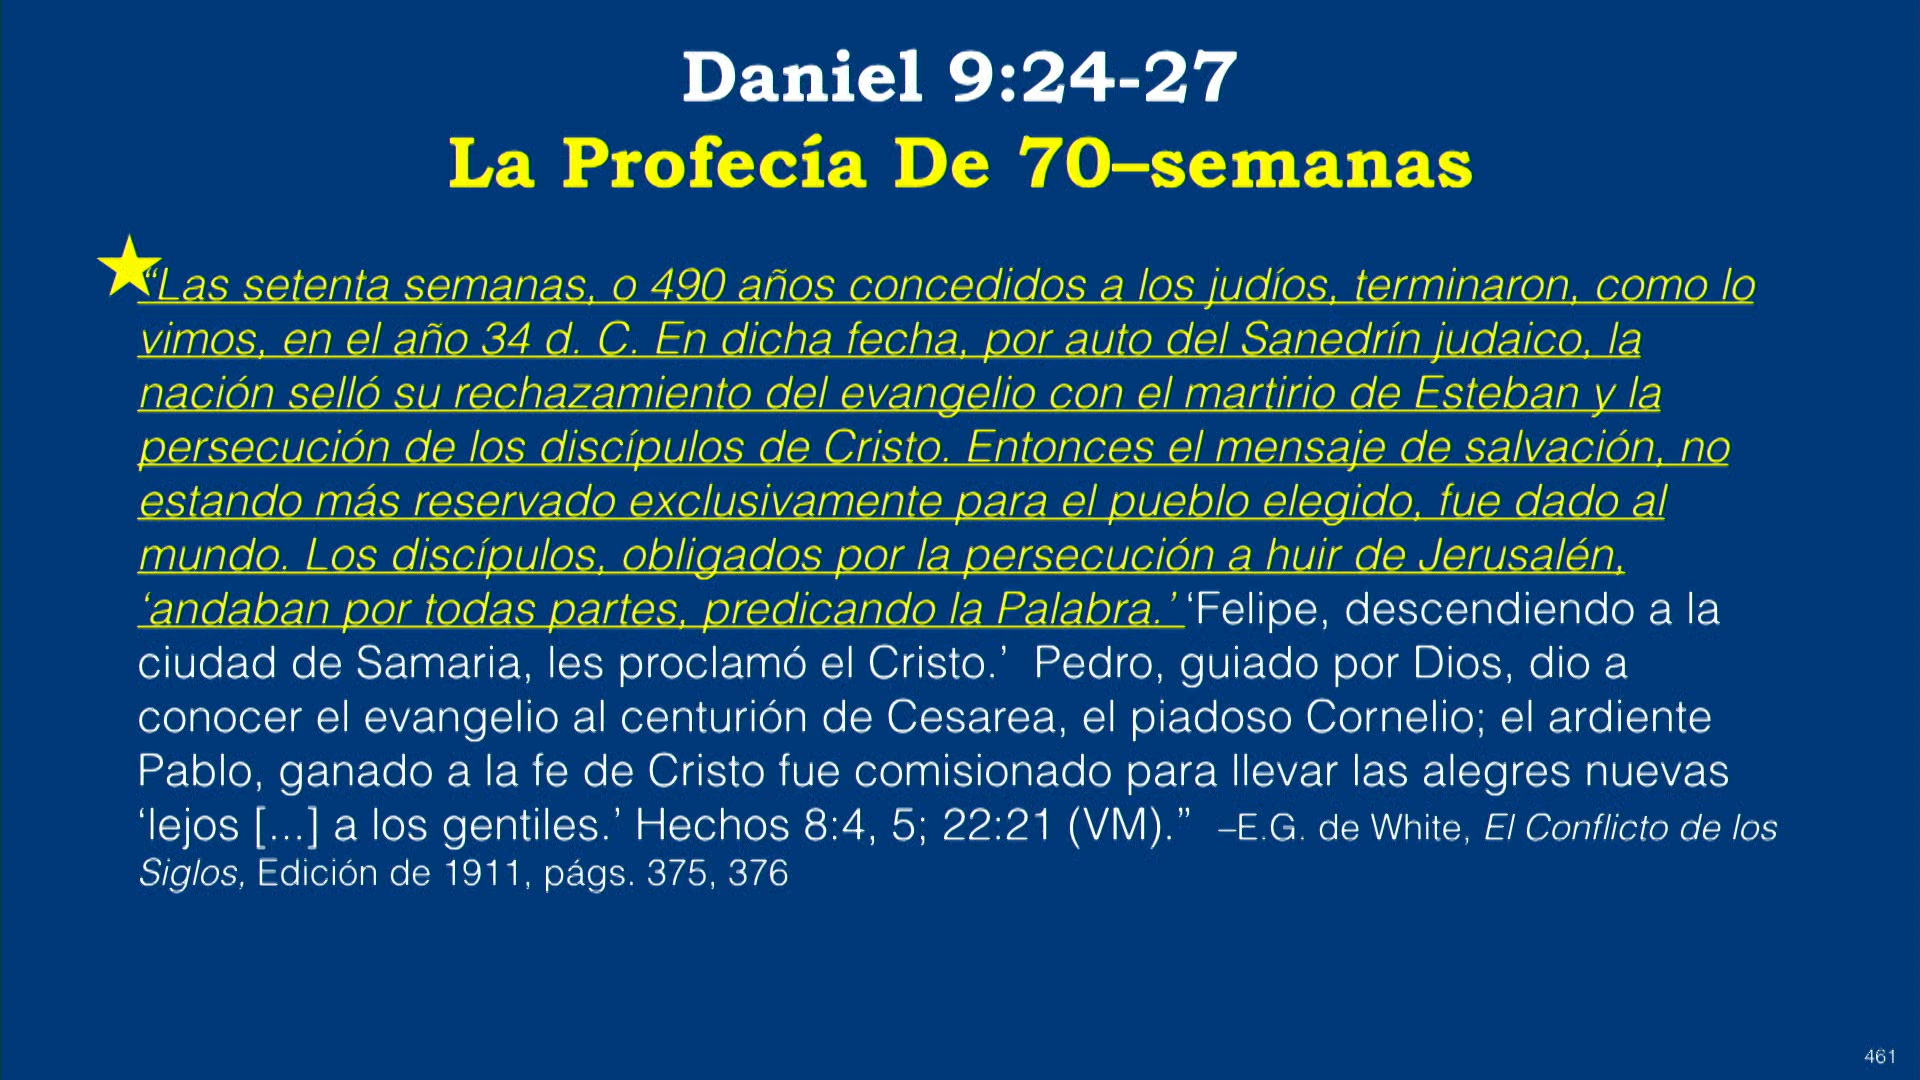 Daniel 9:24-27
La Profecía De 70–semanas
“Las setenta semanas, o 490 años concedidos a los judíos, terminaron, como lo
vimos, en el año 34 d. C. En dicha fecha, por auto del Sanedrín judaico, la
nación selló su rechazamiento del evangelio con el martirio de Esteban y la
persecución de los discípulos de Cristo. Entonces el mensaje de salvación, no
estando más reservado exclusivamente para el pueblo elegido, fue dado al
mundo. Los discípulos, obligados por la persecución a huir de Jerusalén,
‘andaban por todas partes, predicando la Palabra.’ ‘Felipe, descendiendo a la
ciudad de Samaria, les proclamó el Cristo.’ Pedro, guiado por Dios, dio a
conocer el evangelio al centurión de Cesarea, el piadoso Cornelio; el ardiente
Pablo, ganado a la fe de Cristo fue comisionado para llevar las alegres nuevas
‘lejos [...] a los gentiles.’ Hechos 8:4, 5; 22:21 (VM).” –E.G. de White, El Conflicto de los
Siglos, Edición de 1911, págs. 375, 376
461